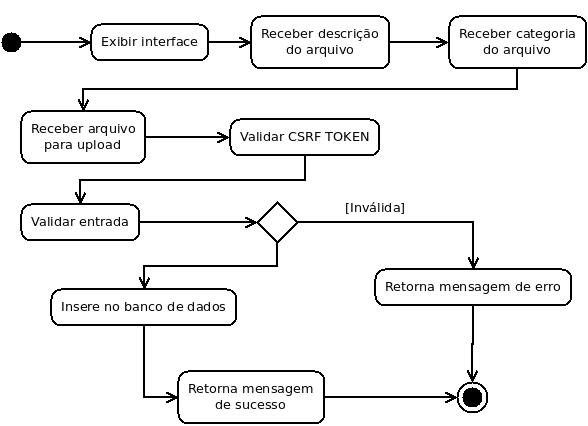 Exibir interface
Receber descrição
do arquivo
Receber categoria
do arquivo
Receber arquivo
para upload
Validar CSRF TOKEN
Validar entrada
[Inválida]
Insere no banco de dados
Retorna mensagem de erro
Retorna mensagem
de sucesso